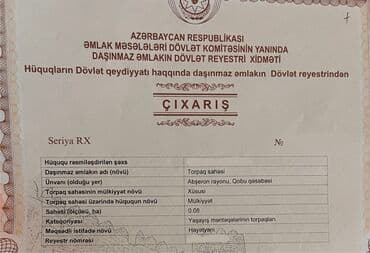 AZƏRBAYCAN RESPUBLİKASI
ƏMLAK MƏSƏLƏLƏRİ DÖVLƏT KOMİTƏSİNİN YANINDA
DAŞINMAZ ƏMLAKIN DÖVLƏT REYESTRİ XİDMƏTİ
Hüquqların Dövlət qeydiyyatı haqqında daşınmaz əmlakın Dövlət reyestrindən
ÇIXARIŞ
Seriya RX №
Hüququ rəsmiləşdirilən şəxs
Daşınmaz əmlakın adı (növü) Torpaq sahəsi
Ünvanı (olduğu yer) Abşeron rayonu, Qobu qəsəbəsi
Torpaq sahəsinin mülkiyyət növü Xüsusi
Torpaq sahəsi üzərində hüququn növü Mülkiyyət
Sahəsi (ölçüsü, ha) 0.06
Kateqoriyası Yaşayış məntəqələrinin torpaqları
Məqsədli istifadə növü Həyətyanı
Reyestr nömrəsi